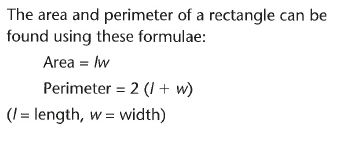 The area and perimeter of a rectangle can be
found using these formulae:
Area = lw
Perimeter = 2 (l + w)
(l = length, w = width)